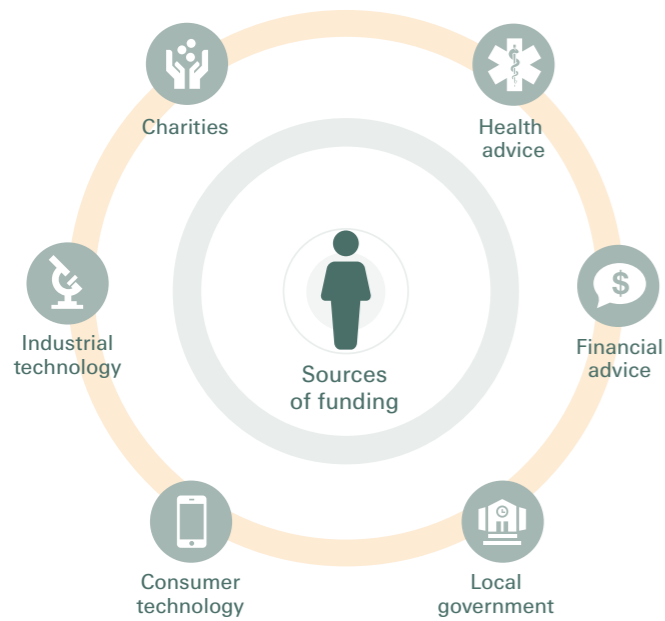 Charities
Health
advice
Industrial
technology
$
Financial
advice
Sources
of funding
Consumer
technology
Local
government